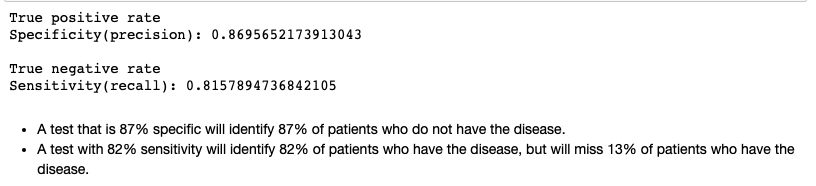 True positive rate
Specificity(precision): 0.8695652173913043
True negative rate
Sensitivity(recall): 0.8157894736842105
• A test that is 87% specific will identify 87% of patients who do not have the disease.
• A test with 82% sensitivity will identify 82% of patients who have the disease, but will miss 13% of patients who have the
disease.